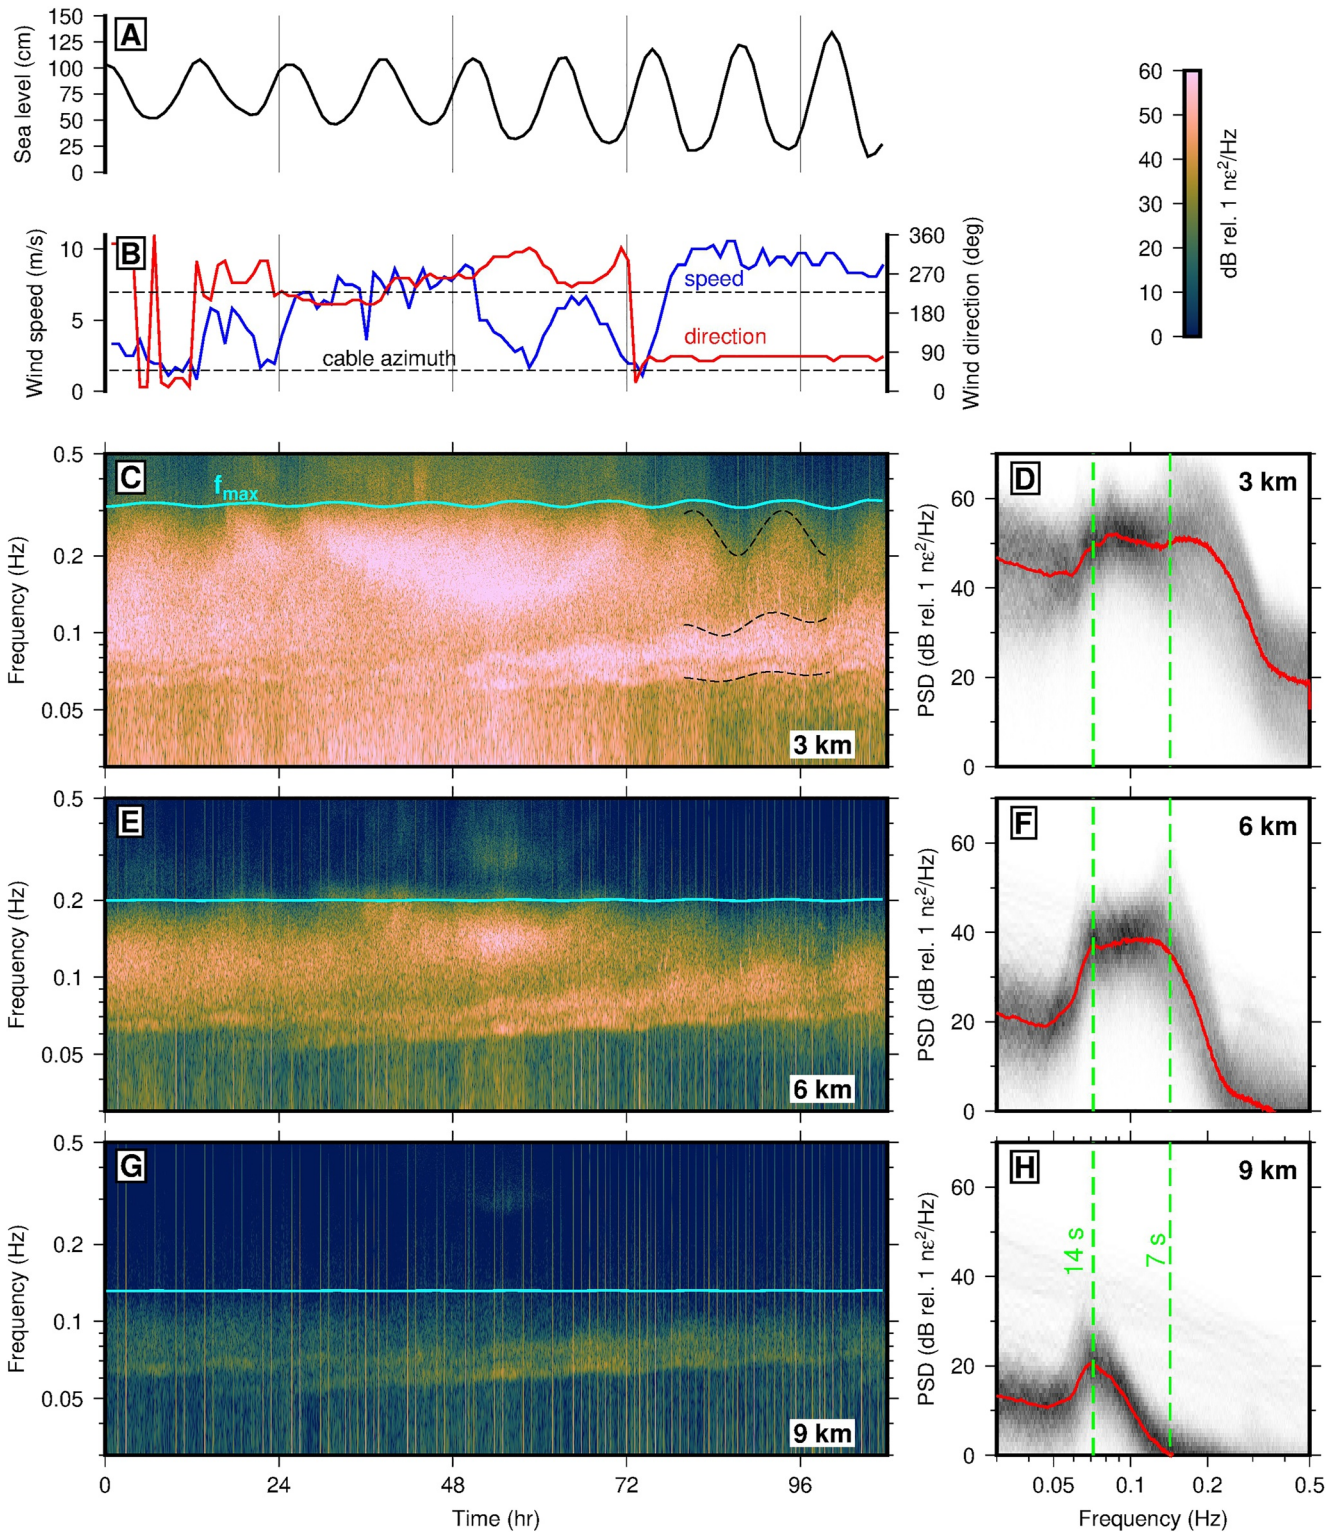 A
Sea level (cm)
150
125
100
75
50
25
0
60
50
40
30
20
10
0
dB rel. 1 nε²/Hz
B
Wind speed (m/s)
10
5
0
speed
direction
cable azimuth
360
270
180
90
0
Wind direction (deg)
C
Frequency (Hz)
0.5
0.2
0.1
0.05
fmax
3 km
D
3 km
PSD (dB rel. 1 nε²/Hz)
60
40
20
0
E
Frequency (Hz)
0.5
0.2
0.1
0.05
6 km
F
6 km
PSD (dB rel. 1 nε²/Hz)
60
40
20
0
G
Frequency (Hz)
0.5
0.2
0.1
0.05
9 km
0 24 48 72 96
Time (hr)
H
9 km
PSD (dB rel. 1 nε²/Hz)
60
40
20
0
14 s
7 s
0.05 0.1 0.2 0.5
Frequency (Hz)